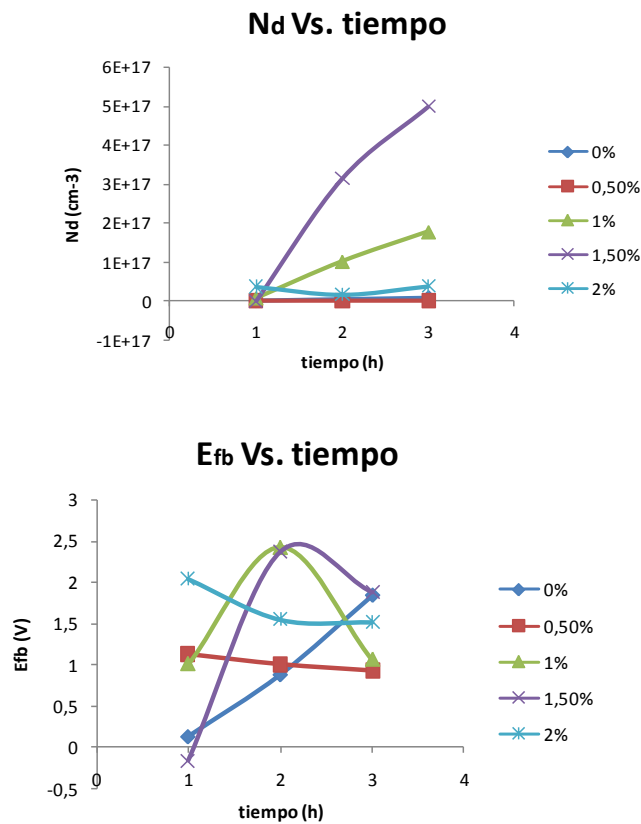 Nd Vs. tiempo
6E+17
5E+17
4E+17
3E+17
2E+17
1E+17
0
-1E+17
Nd (cm-3)
0
1
2
3
4
tiempo (h)
0%
0,50%
1%
1,50%
2%
Efb Vs. tiempo
3
2,5
2
1,5
1
0,5
0
-0,5
Efb (V)
0
1
2
3
4
tiempo (h)
0%
0,50%
1%
1,50%
2%